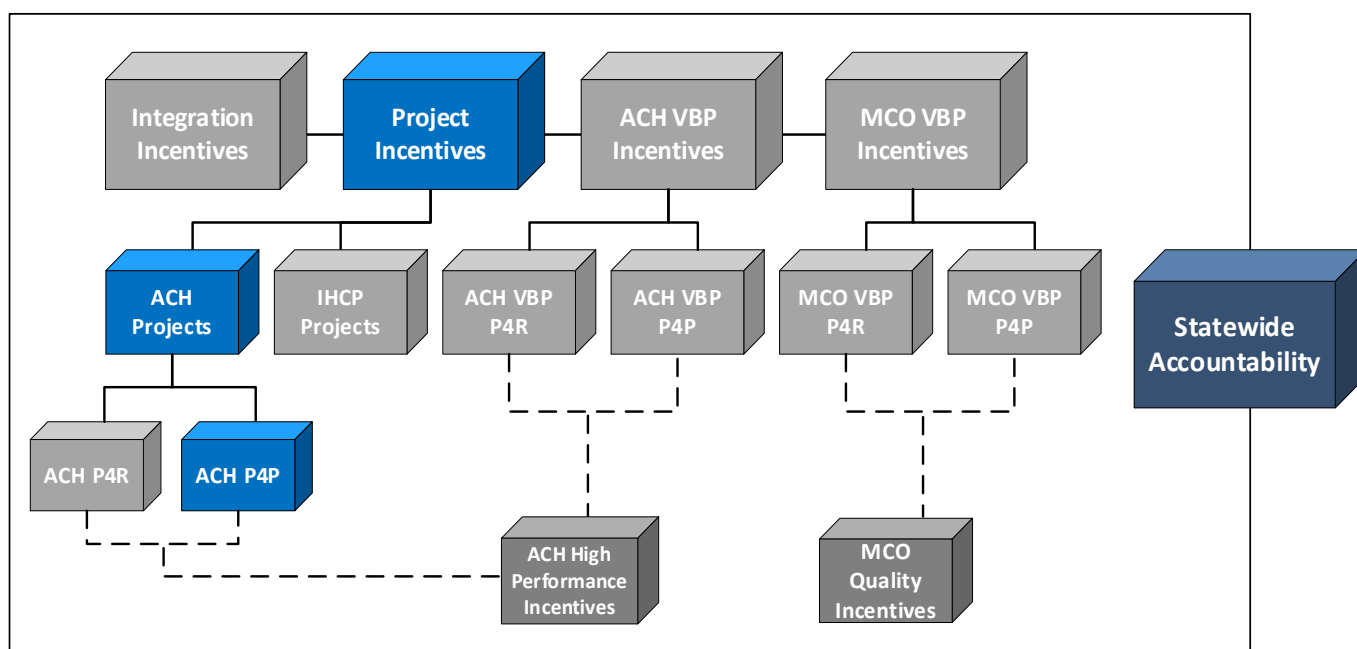 Integration
Incentives
Project
Incentives
ACH VBP
Incentives
MCO VBP
Incentives
ACH
Projects
IHCP
Projects
ACH VBP
P4R
ACH VBP
P4P
MCO VBP
P4R
MCO VBP
P4P
Statewide
Accountability
ACH P4R
ACH P4P
ACH High
Performance
Incentives
MCO
Quality
Incentives